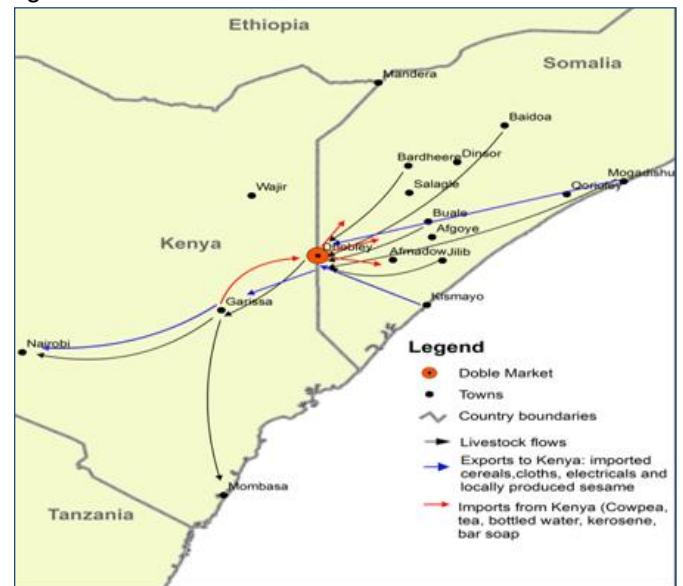 Ethiopia
Somalia
Mandera
Baidoa
Bardheere
Dinsor
Mogadishu
Salagle
Wajir
Qorioley
Buale
Afgoye
Kenya
Dhobley
Afmadow
Jilib
Garissa
Kismayo
Nairobi
Legend
Doble Market
Towns
Country boundaries
Livestock flows
Exports to Kenya: imported
cereals,cloths, electricals and
locally produced sesame
Imports from Kenya (Cowpea,
tea, bottled water, kerosene,
bar soap
Mombasa
Tanzania